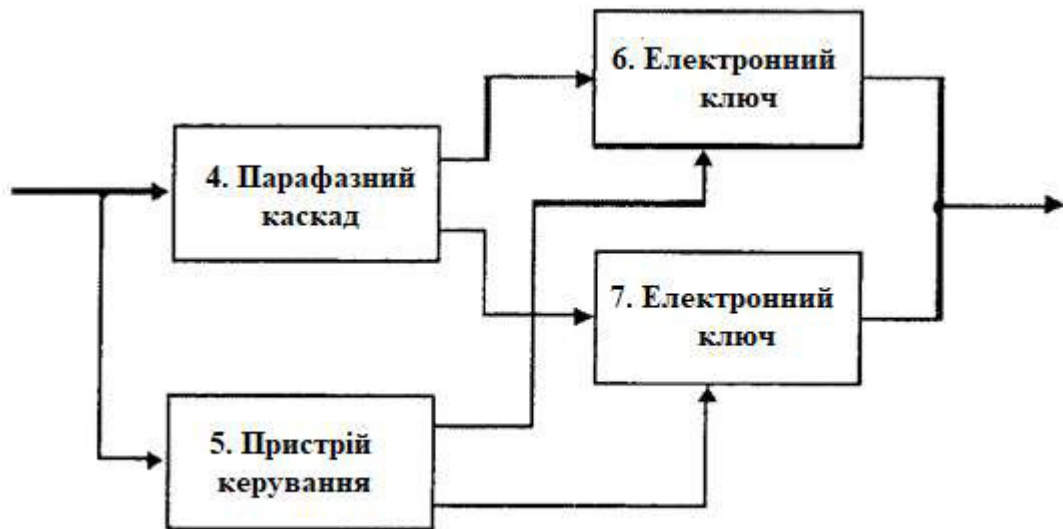 6. Електронний
ключ
4. Парафазний
каскад
7. Електронний
ключ
5. Пристрій
керування